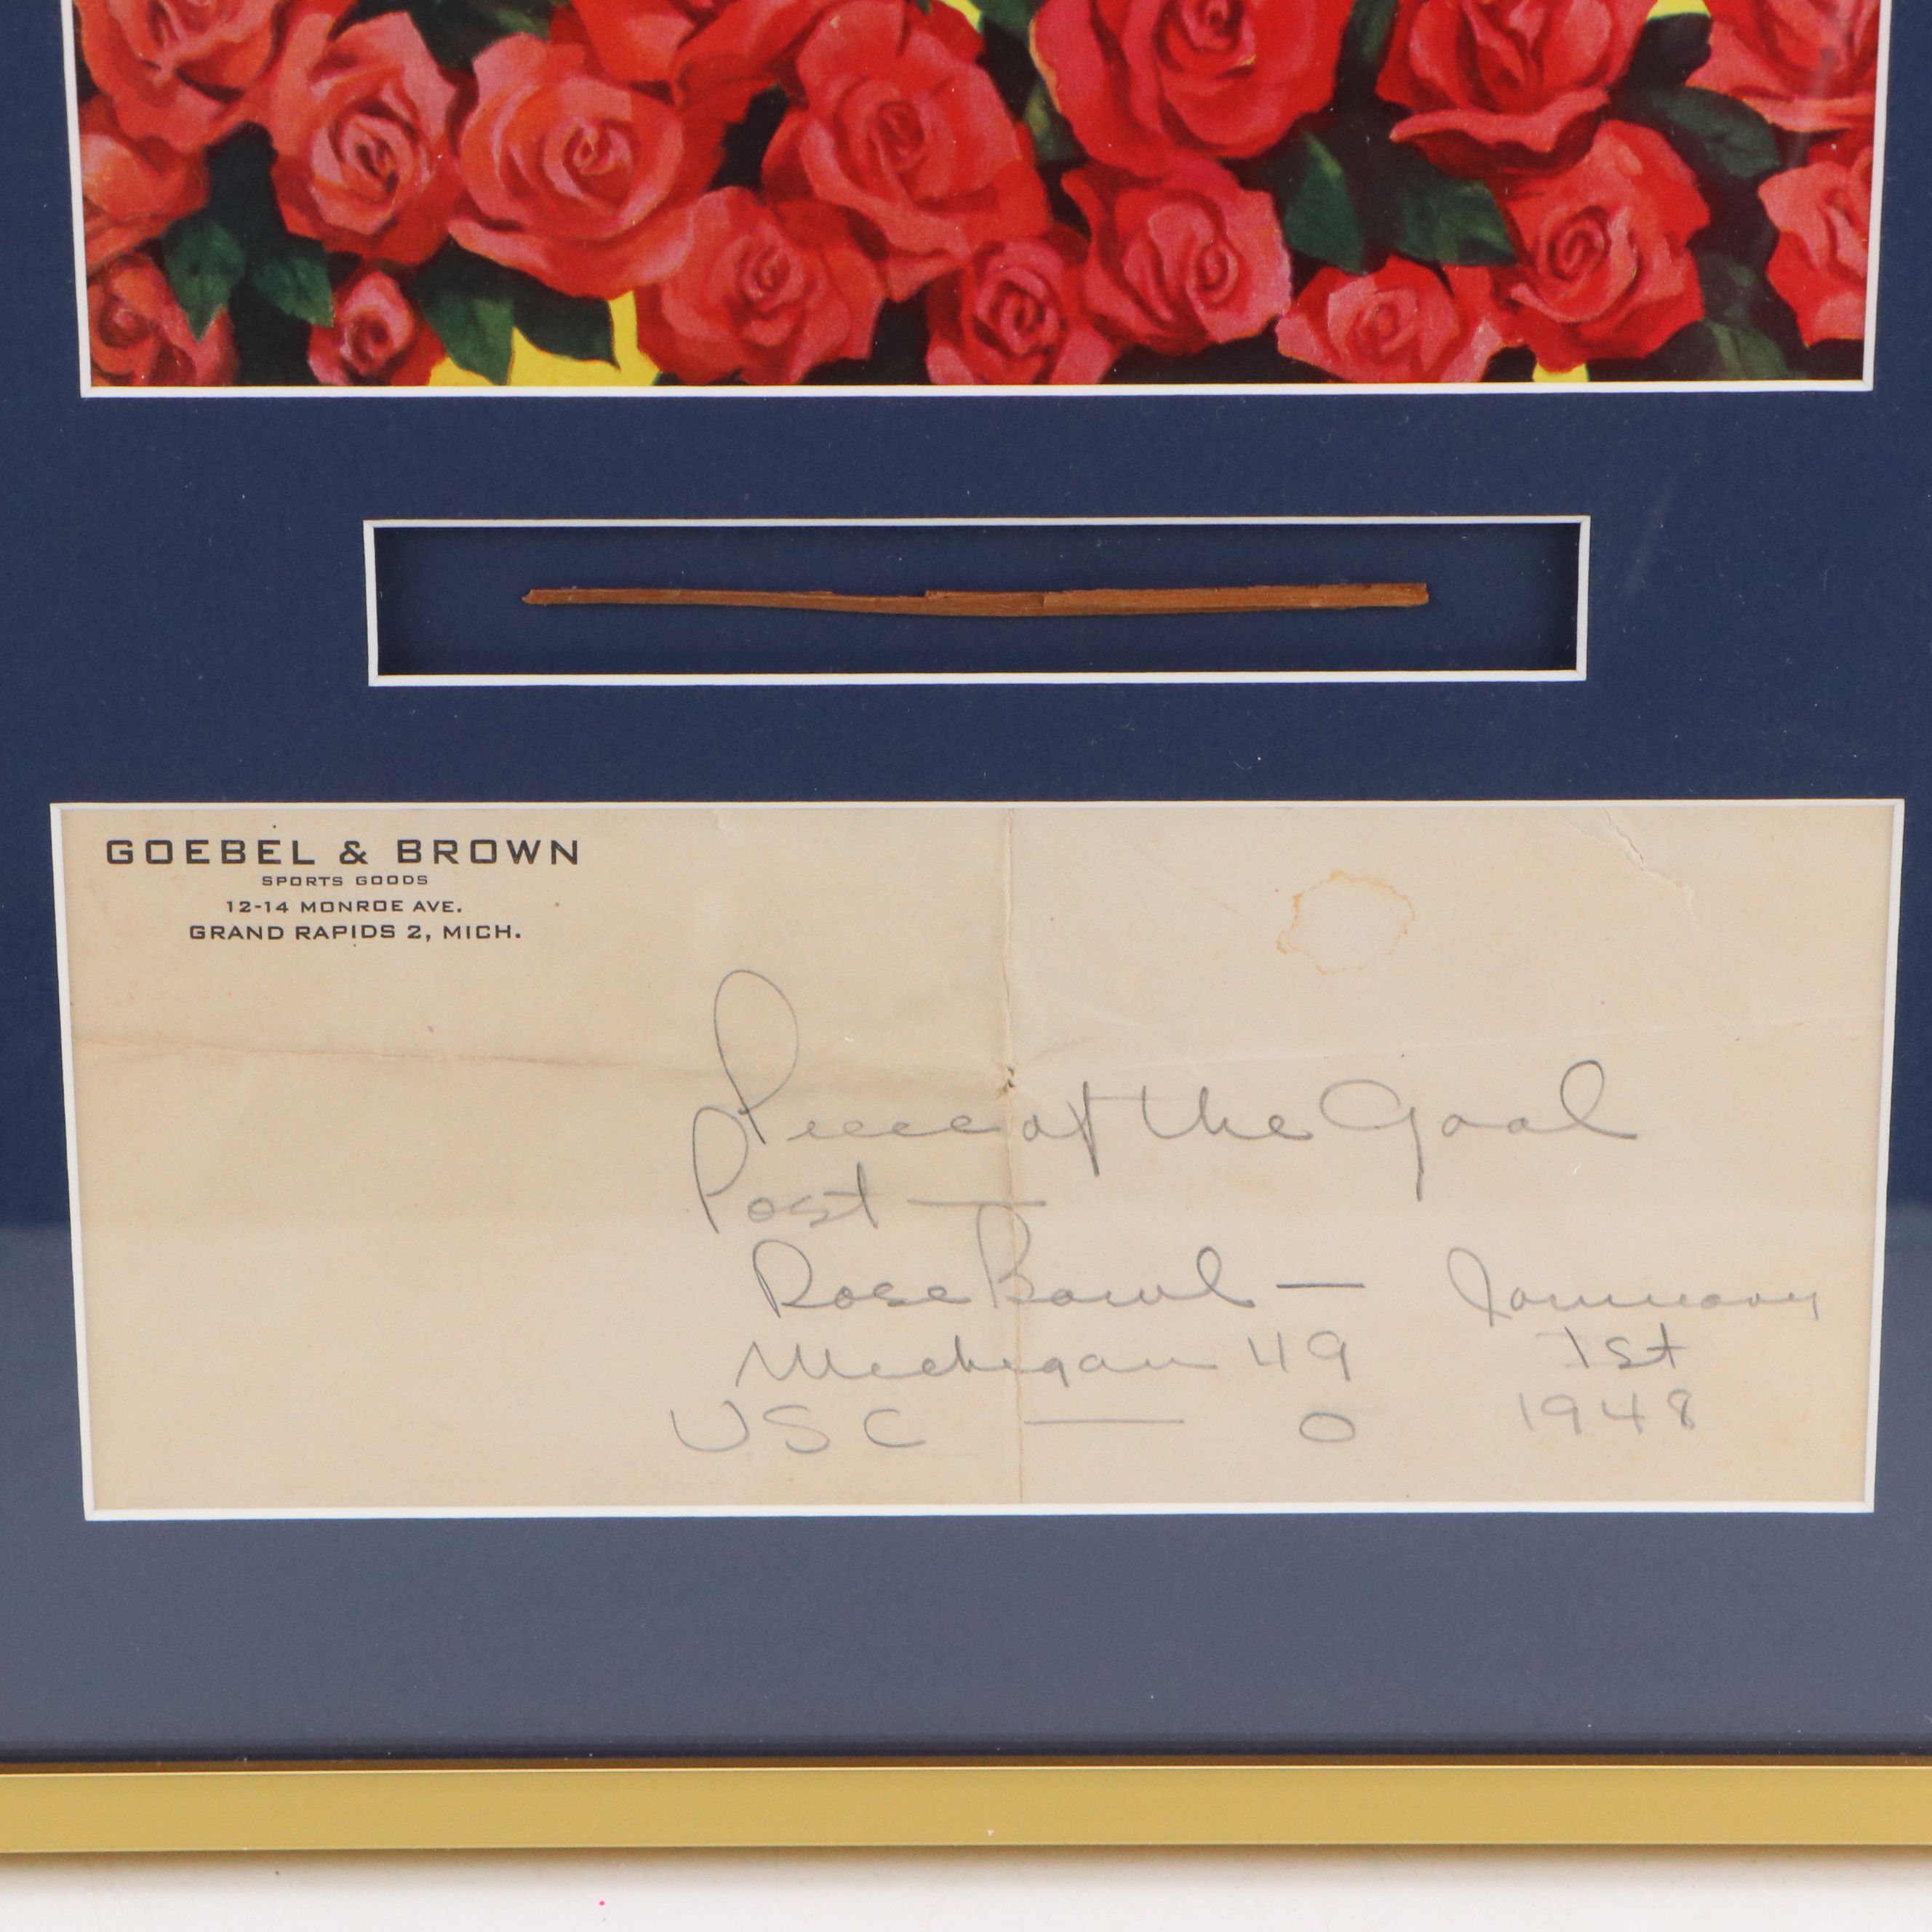 GOEBEL & BROWN
SPORTS GOODS
12-14 MONROE AVE.
GRAND RAPIDS 2, MICH.
Piece of the Goal
Post —
Rose Bowl — January
Michigan 49 1st
USC — 0 1948